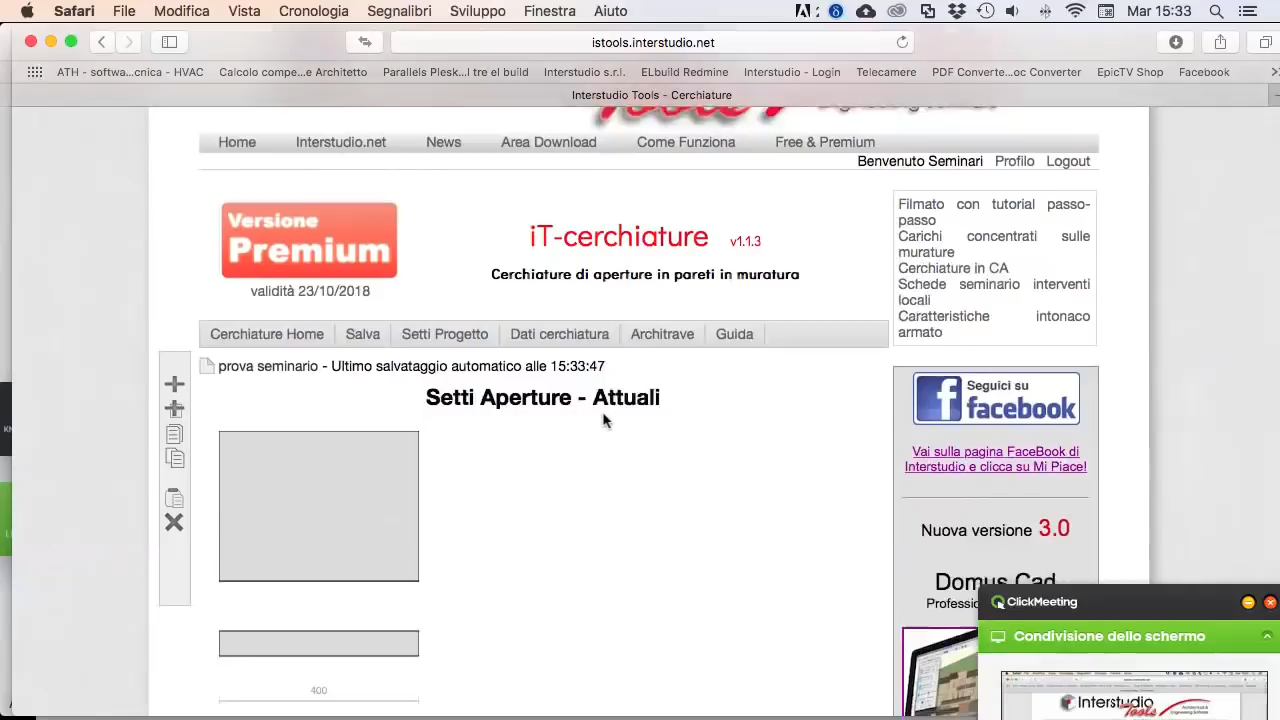 Safari File Modifica Vista Cronologia Segnalibri Sviluppo Finestra Aiuto Mar 15:33
istools.interstudio.net
ATH - softwa...cnica - HVAC Calcolo compe...e Architetto Parallels Plesk...l tre el build Interstudio s.r.l. ELbuild Redmine Interstudio - Login Telecamere PDF Converte...oc Converter EpicTV Shop Facebook
Interstudio Tools - Cerchiature
Home Interstudio.net News Area Download Come Funziona Free & Premium
Benvenuto Seminari Profilo Logout
Versione
Premium
validità 23/10/2018
iT-cerchiature v1.1.3
Cerchiature di aperture in pareti in muratura
Filmato con tutorial passo-
passo
Carichi concentrati sulle
murature
Cerchiature in CA
Schede seminario interventi
locali
Caratteristiche intonaco
armato
Cerchiature Home Salva Setti Progetto Dati cerchiatura Architrave Guida
prova seminario - Ultimo salvataggio automatico alle 15:33:47
Setti Aperture - Attuali
400
Seguici su
facebook
Vai sulla pagina FaceBook di
Interstudio e clicca su Mi Piace!
Nuova versione 3.0
Domus Cad
Professio
ClickMeeting
Condivisione dello schermo
Interstudio
Tools